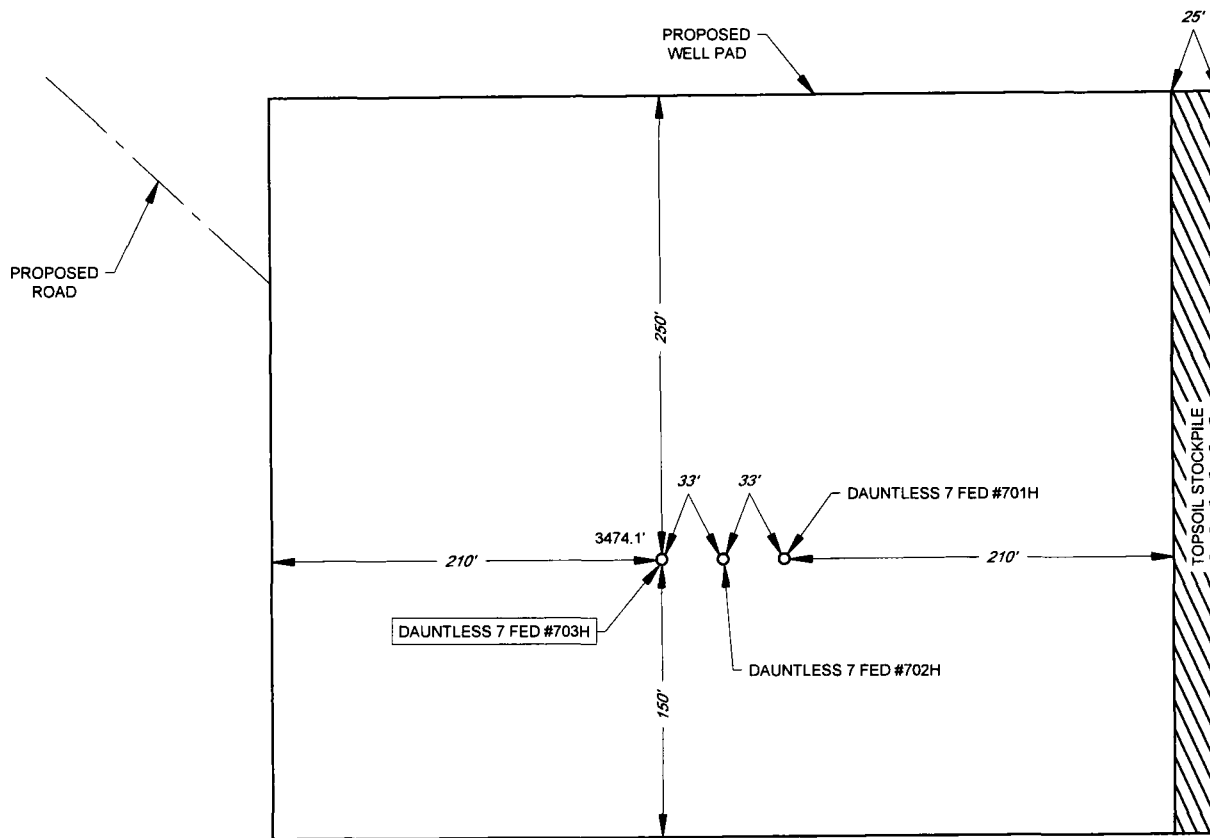 25'
PROPOSED
WELL PAD
PROPOSED
ROAD
250'
TOPSOIL STOCKPILE
33'
33'
DAUNTLESS 7 FED #701H
3474.1'
210'
210'
DAUNTLESS 7 FED #703H
DAUNTLESS 7 FED #702H
150'